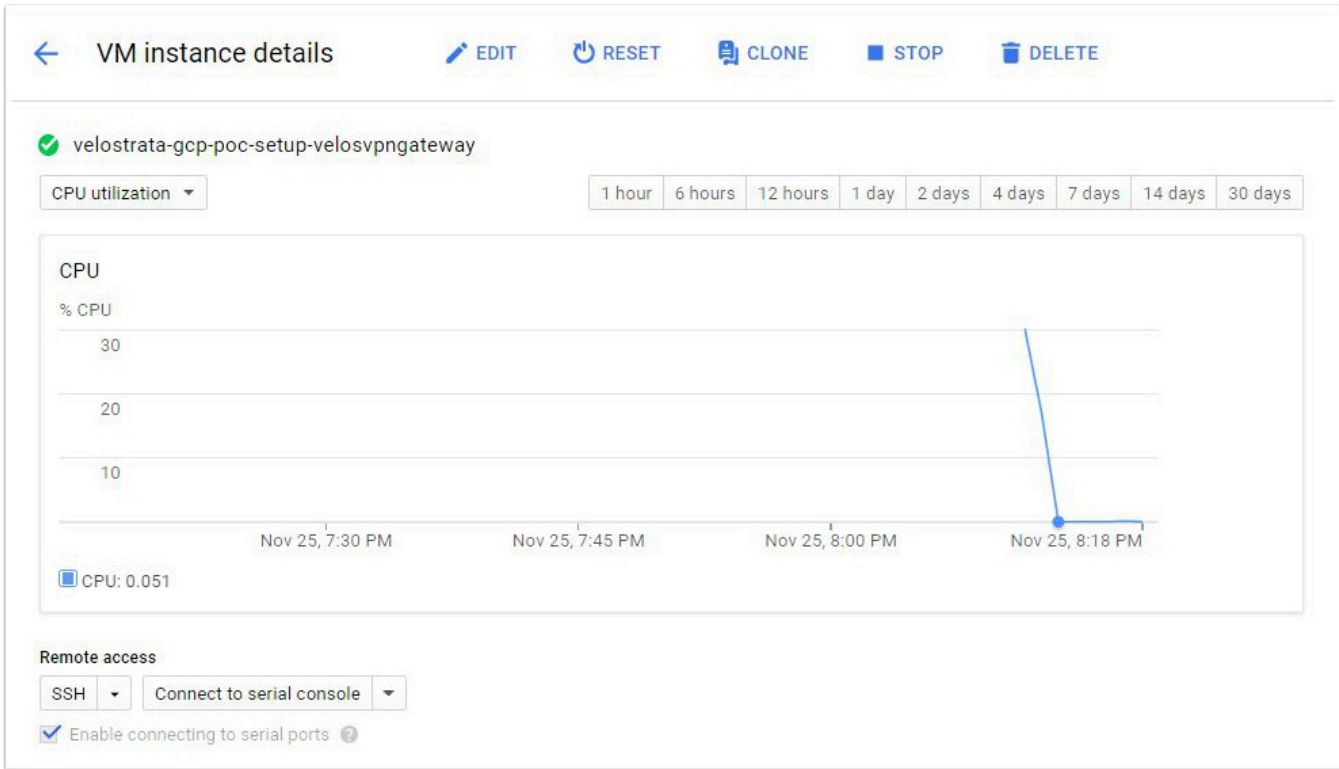 VM instance details EDIT RESET CLONE STOP DELETE
velostrata-gcp-poc-setup-velosvpngateway
CPU utilization 1 hour 6 hours 12 hours 1 day 2 days 4 days 7 days 14 days 30 days
CPU
% CPU
30
20
10
Nov 25, 7:30 PM Nov 25, 7:45 PM Nov 25, 8:00 PM Nov 25, 8:18 PM
CPU: 0.051
Remote access
SSH Connect to serial console
Enable connecting to serial ports ?